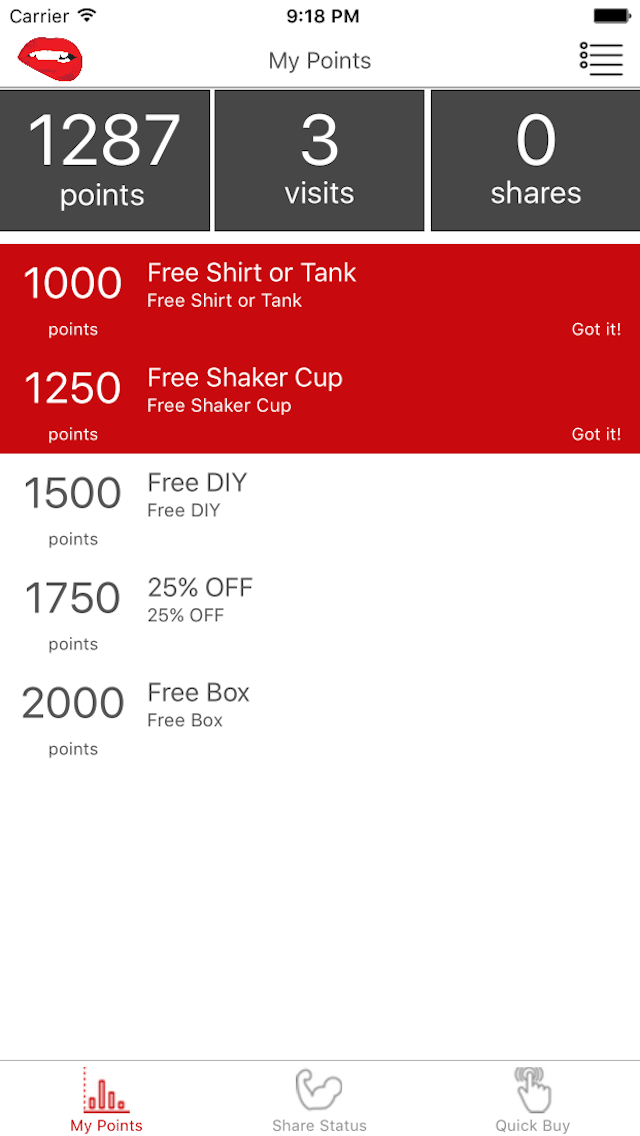 Carrier 9:18 PM
My Points
1287 3 0
points visits shares
1000 Free Shirt or Tank
Free Shirt or Tank
points Got it!
1250 Free Shaker Cup
Free Shaker Cup
points Got it!
1500 Free DIY
Free DIY
points
1750 25% OFF
25% OFF
points
2000 Free Box
Free Box
points
My Points Share Status Quick Buy